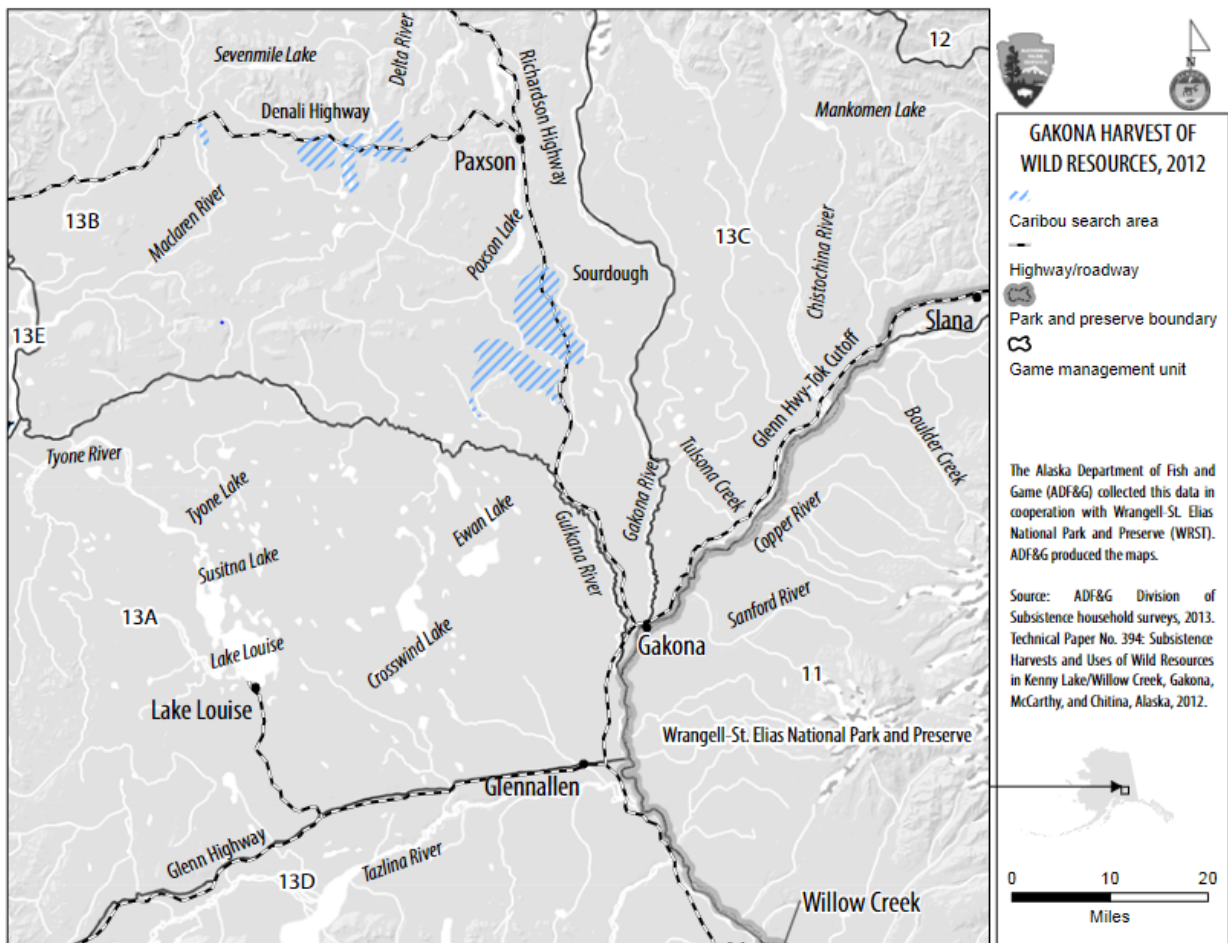 12
Sevenmile Lake
Delta River
Richardson Highway
Denali Highway
Mankomen Lake
Paxson
13B
Maclaren River
Paxson Lake
13C
Chistochina River
Sourdough
13E
Slana
Glenn Hwy-Tok Cutoff
Boulder Creek
Tyone River
Tyone Lake
Tulsona Creek
Gakona River
Ewan Lake
Gulkana River
Copper River
Susitna Lake
Sanford River
13A
Lake Louise
Crosswind Lake
Gakona
11
Lake Louise
Wrangell-St. Elias National Park and Preserve
Glennallen
Glenn Highway
Tazlina River
13D
Willow Creek
N
GAKONA HARVEST OF
WILD RESOURCES, 2012
Caribou search area
Highway/roadway
Park and preserve boundary
Game management unit
The Alaska Department of Fish and
Game (ADF&G) collected this data in
cooperation with Wrangell-St. Elias
National Park and Preserve (WRST).
ADF&G produced the maps.
Source: ADF&G Division of
Subsistence household surveys, 2013.
Technical Paper No. 394: Subsistence
Harvests and Uses of Wild Resources
in Kenny Lake/Willow Creek, Gakona,
McCarthy, and Chitina, Alaska, 2012.
0 10 20
Miles